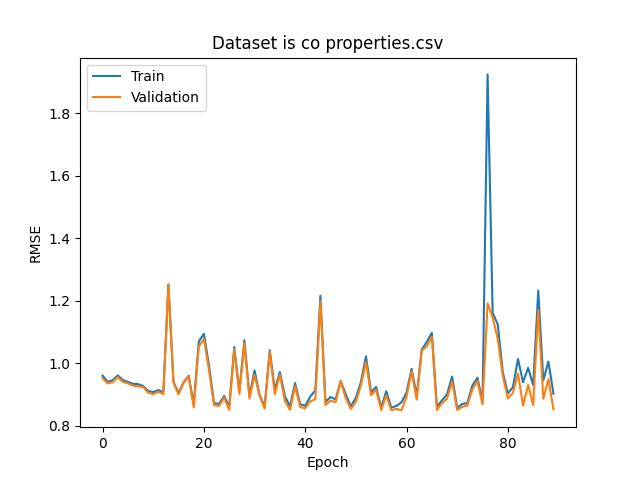 Dataset is co properties.csv
Train
Validation
RMSE
1.8
1.6
1.4
1.2
1.0
0.8
0
20
40
60
80
Epoch